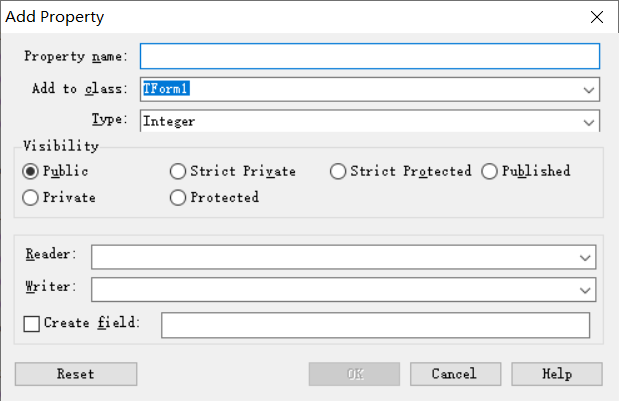 Add Property
Property name:
Add to class: TForm1
Type: Integer
Visibility
Public Strict Private Strict Protected Published
Private Protected
Reader:
Writer:
Create field:
Reset OK Cancel Help